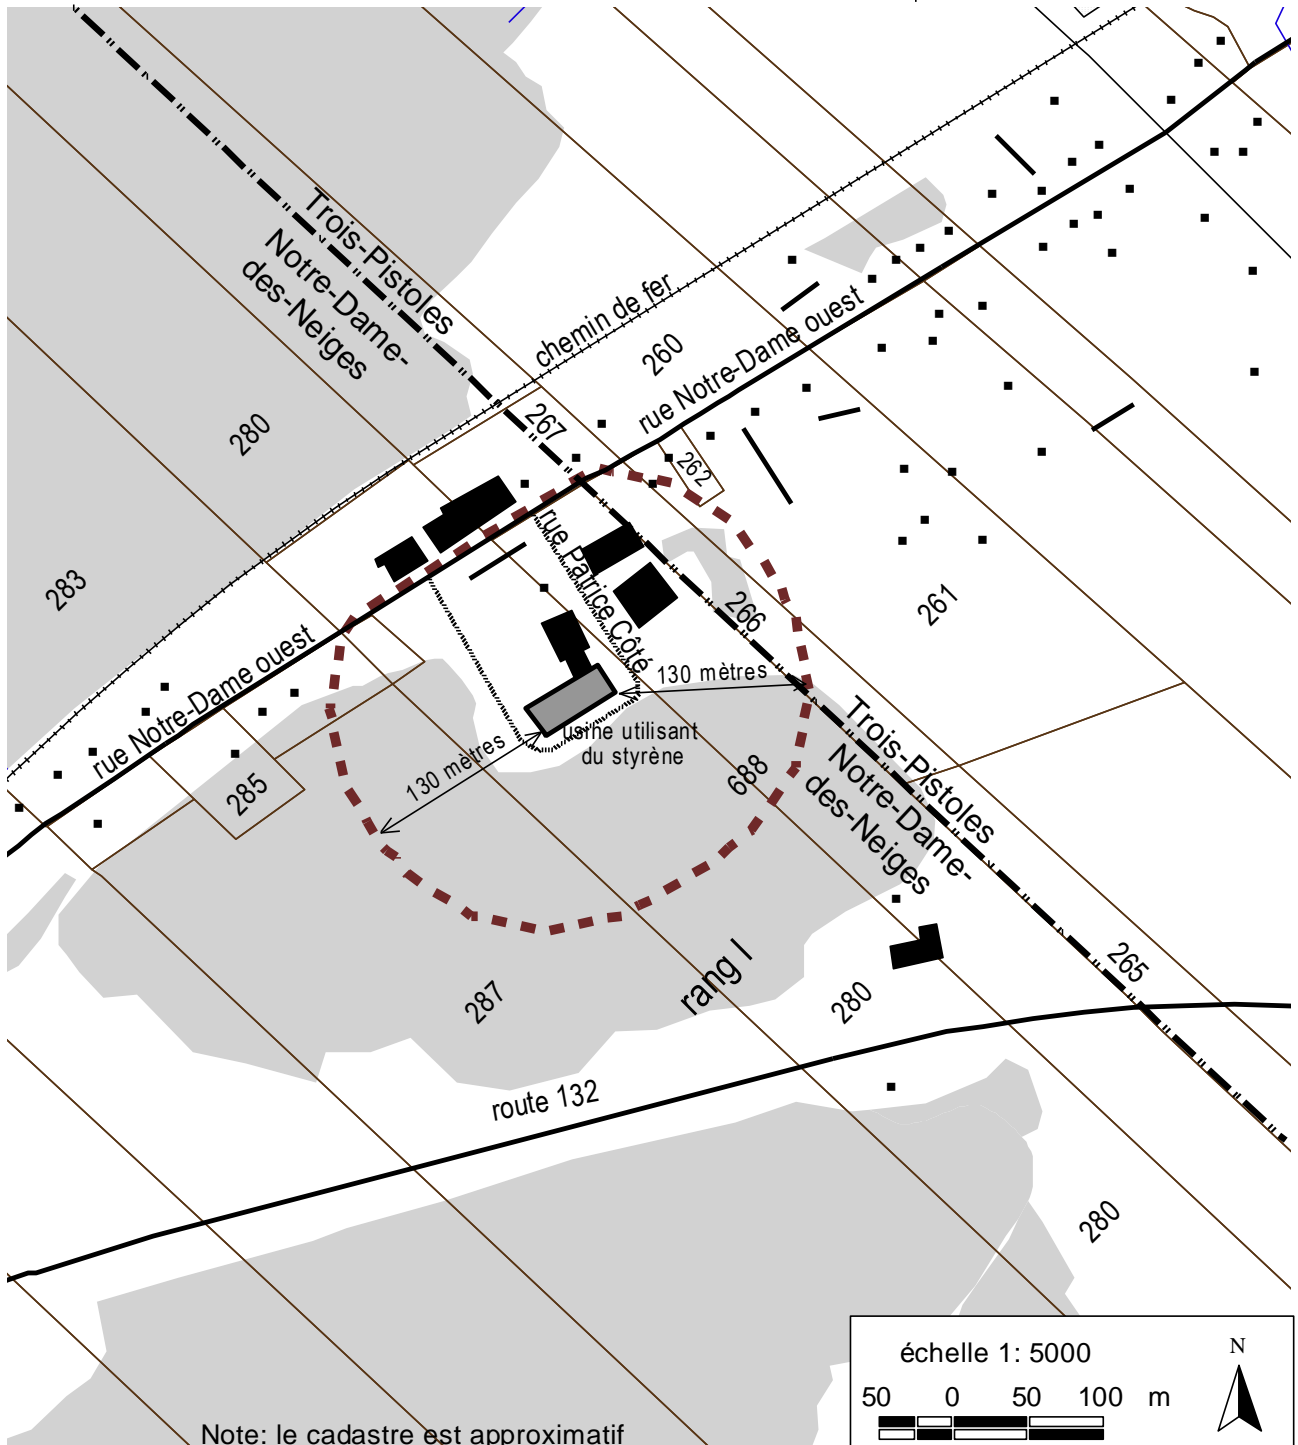 Trois-Pistoles
Notre-Dame-
des-Neiges
chemin de fer
260
rue Notre-Dame ouest
280
267
262
283
rue Patrice Côté
266
261
rue Notre-Dame ouest
130 mètres
usine utilisant
du styrène
130 mètres
285
688
Trois-Pistoles
Notre-Dame-
des-Neiges
265
287
rang I
280
route 132
280
échelle 1: 5000
N
50 0 50 100 m
Note: le cadastre est approximatif